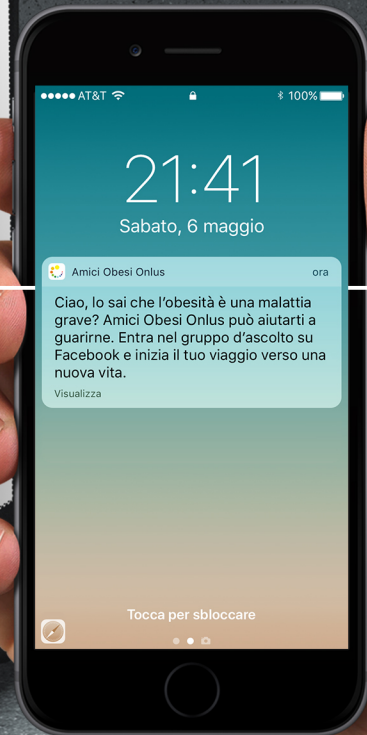 AT&T 100%
21:41
Sabato, 6 maggio
Amici Obesi Onlus ora
Ciao, lo sai che l'obesità è una malattia
grave? Amici Obesi Onlus può aiutarti a
guarirne. Entra nel gruppo d'ascolto su
Facebook e inizia il tuo viaggio verso una
nuova vita.
Visualizza
Tocca per sbloccare